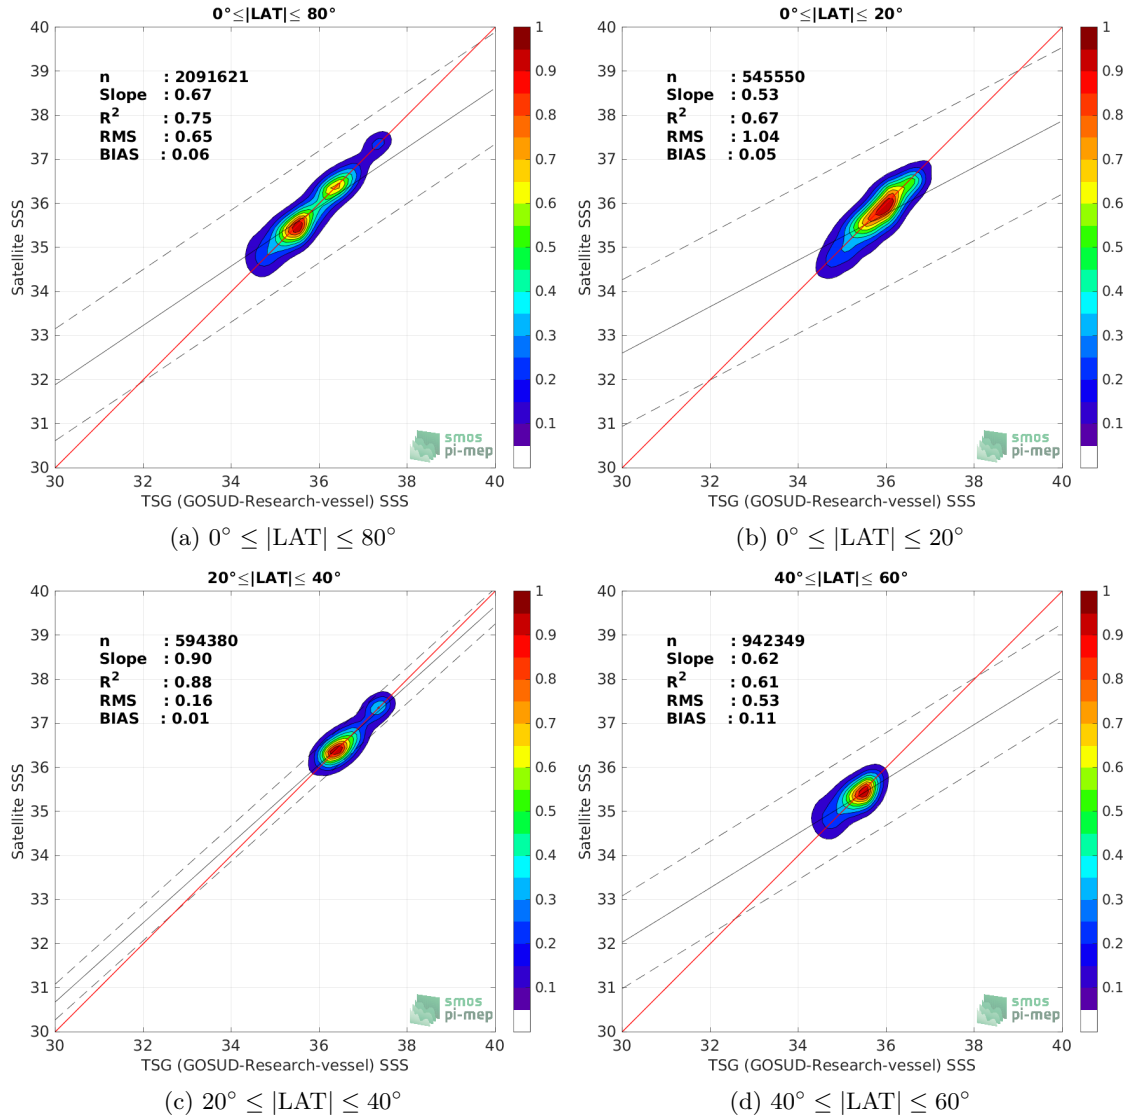 0°≤|LAT|≤ 80°
n : 2091621
Slope : 0.67
R² : 0.75
RMS : 0.65
BIAS : 0.06
40
39
38
37
36
35
34
33
32
31
30
Satellite SSS
30 32 34 36 38 40
TSG (GOSUD-Research-vessel) SSS
smos
pi-mep
1
0.9
0.8
0.7
0.6
0.5
0.4
0.3
0.2
0.1
(a) 0° ≤ |LAT| ≤ 80°
0°≤|LAT|≤ 20°
n : 545550
Slope : 0.53
R² : 0.67
RMS : 1.04
BIAS : 0.05
40
39
38
37
36
35
34
33
32
31
30
Satellite SSS
30 32 34 36 38 40
TSG (GOSUD-Research-vessel) SSS
smos
pi-mep
1
0.9
0.8
0.7
0.6
0.5
0.4
0.3
0.2
0.1
(b) 0° ≤ |LAT| ≤ 20°
20°≤|LAT|≤ 40°
n : 594380
Slope : 0.90
R² : 0.88
RMS : 0.16
BIAS : 0.01
40
39
38
37
36
35
34
33
32
31
30
Satellite SSS
30 32 34 36 38 40
TSG (GOSUD-Research-vessel) SSS
smos
pi-mep
1
0.9
0.8
0.7
0.6
0.5
0.4
0.3
0.2
0.1
(c) 20° ≤ |LAT| ≤ 40°
40°≤|LAT|≤ 60°
n : 942349
Slope : 0.62
R² : 0.61
RMS : 0.53
BIAS : 0.11
40
39
38
37
36
35
34
33
32
31
30
Satellite SSS
30 32 34 36 38 40
TSG (GOSUD-Research-vessel) SSS
smos
pi-mep
1
0.9
0.8
0.7
0.6
0.5
0.4
0.3
0.2
0.1
(d) 40° ≤ |LAT| ≤ 60°